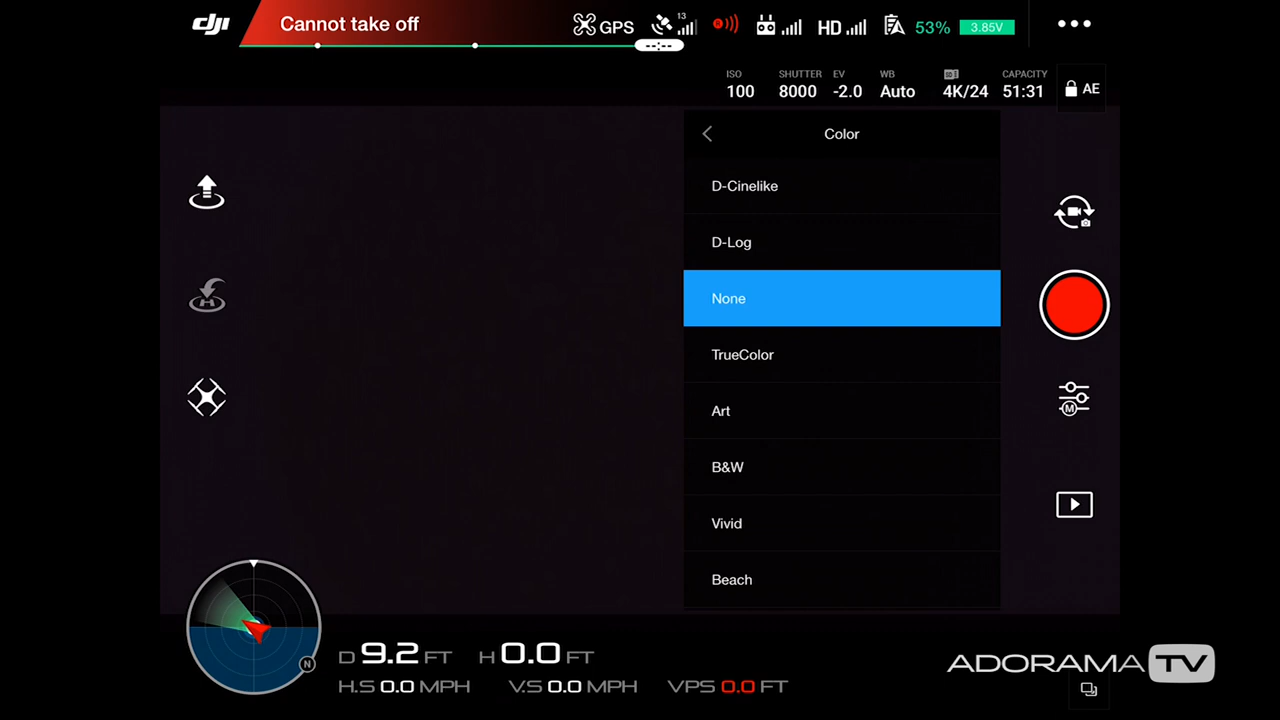 dji Cannot take off GPS 13 R HD 53% 3.85V
ISO SHUTTER EV WB SD CAPACITY
100 8000 -2.0 Auto 4K/24 51:31 AE
Color
D-Cinelike
D-Log
None
TrueColor
Art
B&W
Vivid
Beach
H
M
N
D 9.2 FT H 0.0 FT
H.S 0.0 MPH V.S 0.0 MPH VPS 0.0 FT
ADORAMA TV